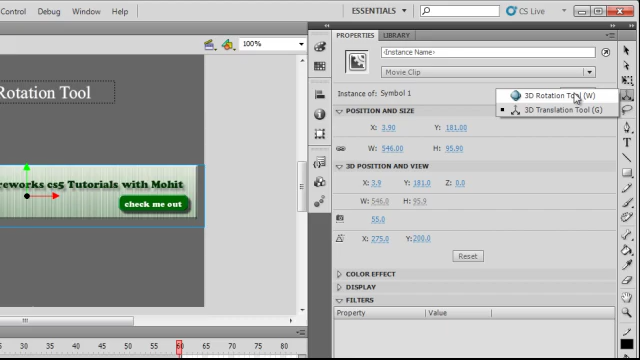 Control Debug Window Help
ESSENTIALS
CS Live
100%
PROPERTIES LIBRARY
<Instance Name>
Movie Clip
Instance of: Symbol 1
3D Rotation Tool (W)
3D Translation Tool (G)
POSITION AND SIZE
X: 3.90 Y: 181.00
W: 546.00 H: 95.90
3D POSITION AND VIEW
X: 3.9 Y: 181.0 Z: 0.0
W: 546.0 H: 95.9
55.0
X: 275.0 Y: 200.0
Reset
COLOR EFFECT
DISPLAY
FILTERS
Property Value
Rotation Tool
reworks cs5 Tutorials with Mohit
check me out
25 30 35 40 45 50 55 60 65 70 75 80
T